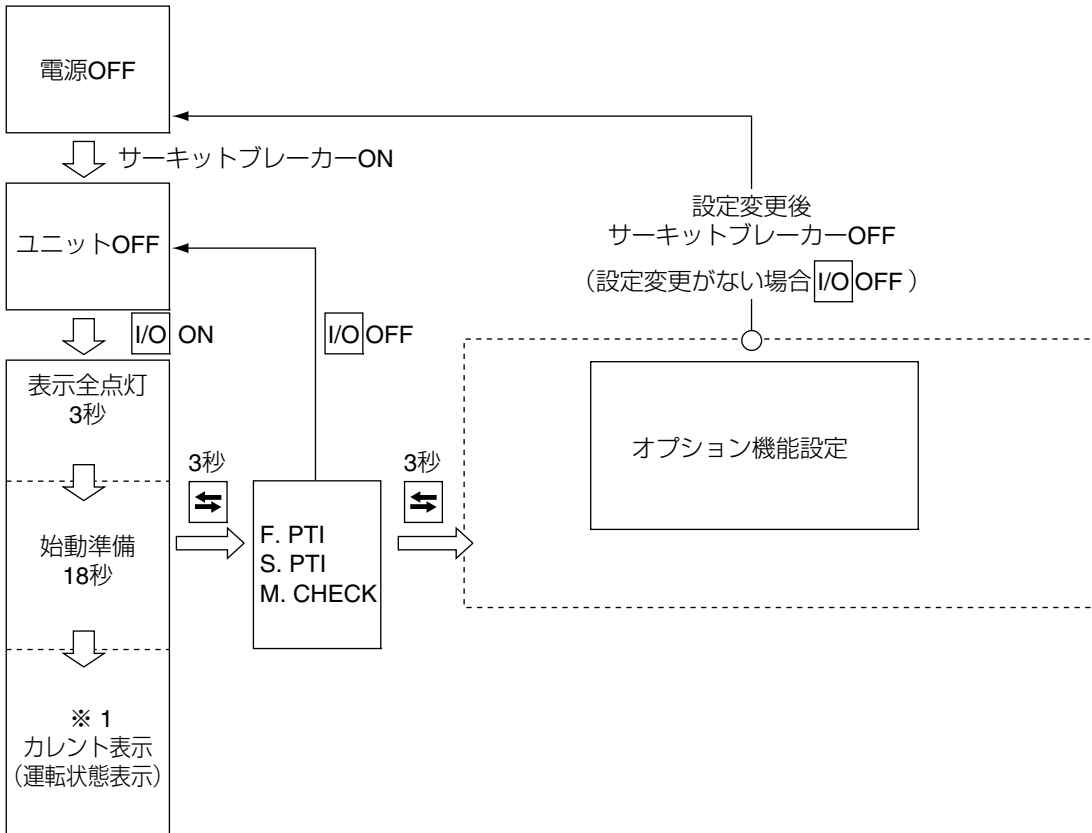 電源OFF
サーキットブレーカーON
ユニットOFF
設定変更後
サーキットブレーカーOFF
（設定変更がない場合I/O OFF）
I/O ON
I/O OFF
表示全点灯
3秒
オプション機能設定
3秒
3秒
始動準備
18秒
F. PTI
S. PTI
M. CHECK
※ 1
カレント表示
（運転状態表示）